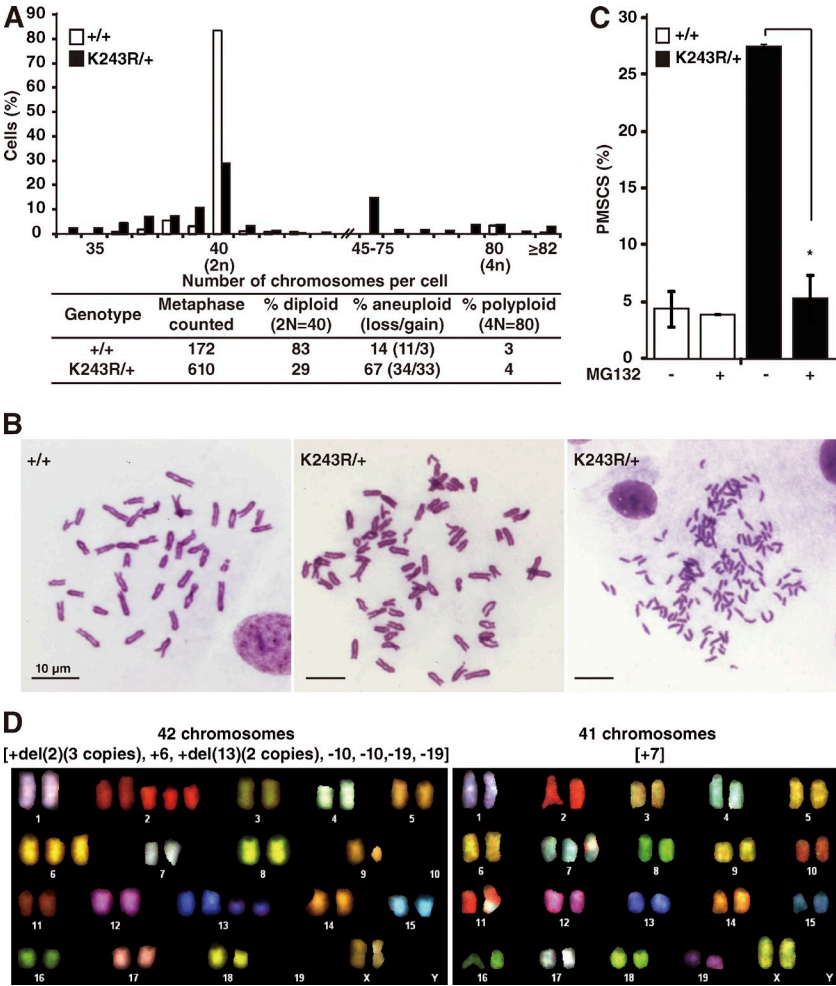 A
90
80
70
60
50
40
30
20
10
0
Cells (%)
+/+
K243R/+
35 40 45-75 80 ≥82
(2n) (4n)
Number of chromosomes per cell
Genotype Metaphase counted % diploid (2N=40) % aneuploid (loss/gain) % polyploid (4N=80)
+/+ 172 83 14 (11/3) 3
K243R/+ 610 29 67 (34/33) 4
C
30
25
20
15
10
5
0
PMSCS (%)
+/+
K243R/+
*
MG132 - + - +
B
+/+
10 µm
K243R/+
K243R/+
D
42 chromosomes
[+del(2)(3 copies), +6, +del(13)(2 copies), -10, -10,-19, -19]
1 2 3 4 5
6 7 8 9 10
11 12 13 14 15
16 17 18 19 X Y
41 chromosomes
[+7]
1 2 3 4 5
6 7 8 9 10
11 12 13 14 15
16 17 18 19 X Y